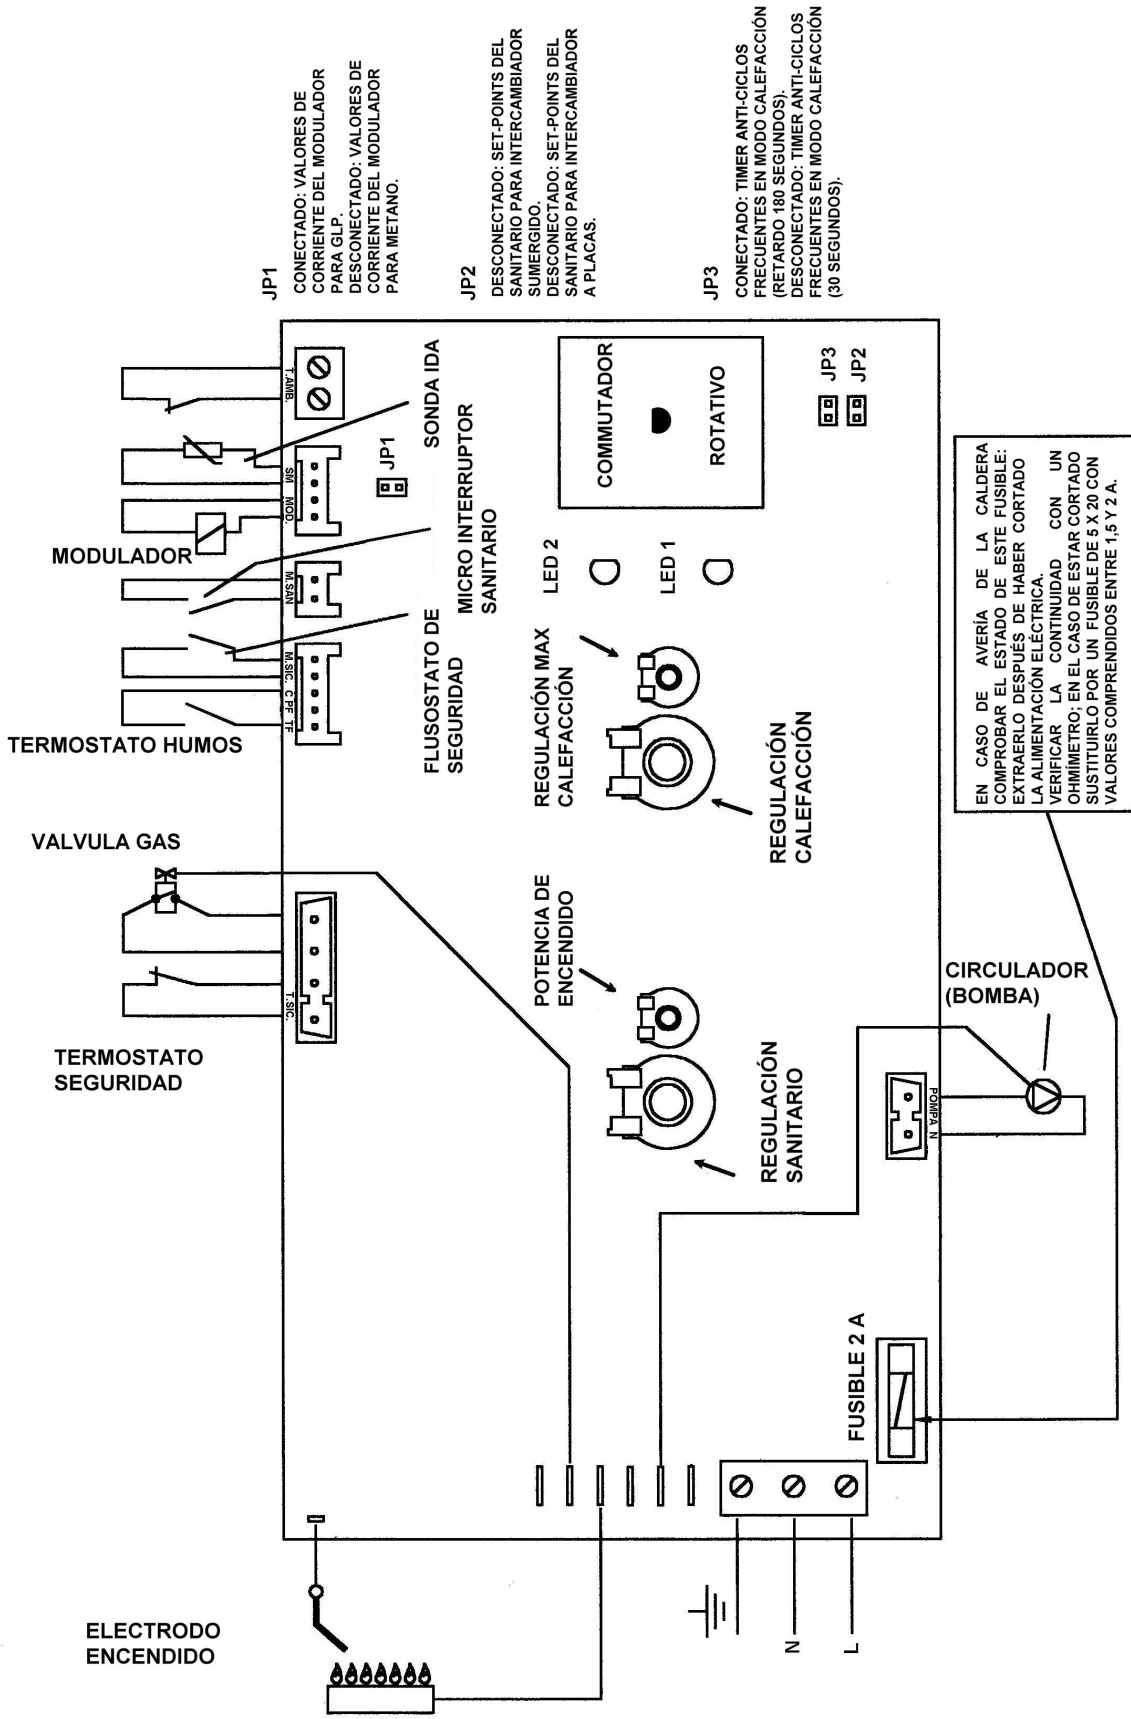 JP1
CONECTADO: VALORES DE
CORRIENTE DEL MODULADOR
PARA GLP.
DESCONECTADO: VALORES DE
CORRIENTE DEL MODULADOR
PARA METANO.
JP2
DESCONECTADO: SET-POINTS DEL
SANITARIO PARA INTERCAMBIADOR
SUMERGIDO.
DESCONECTADO: SET-POINTS DEL
SANITARIO PARA INTERCAMBIADOR
A PLACAS.
JP3
CONECTADO: TIMER ANTI-CICLOS
FRECUENTES EN MODO CALEFACCIÓN
(RETARDO 180 SEGUNDOS).
DESCONECTADO: TIMER ANTI-CICLOS
FRECUENTES EN MODO CALEFACCIÓN
(30 SEGUNDOS).
T.AMB.
SM
MOD.
M.SAN
M.SIC.
C
PF
TF
T.SIC.
MODULADOR
TERMOSTATO HUMOS
VALVULA GAS
TERMOSTATO
SEGURIDAD
ELECTRODO
ENCENDIDO
JP1
SONDA IDA
MICRO INTERRUPTOR
SANITARIO
FLUSOSTATO DE
SEGURIDAD
COMMUTADOR
ROTATIVO
JP3
JP2
LED 2
LED 1
REGULACIÓN MAX
CALEFACCIÓN
REGULACIÓN
CALEFACCIÓN
POTENCIA DE
ENCENDIDO
REGULACIÓN
SANITARIO
EN CASO DE AVERÍA DE LA CALDERA
COMPROBAR EL ESTADO DE ESTE FUSIBLE:
EXTRAERLO DESPUÉS DE HABER CORTADO
LA ALIMENTACIÓN ELÉCTRICA.
VERIFICAR LA CONTINUIDAD CON UN
OHMÍMETRO; EN EL CASO DE ESTAR CORTADO
SUSTITUIRLO POR UN FUSIBLE DE 5 X 20 CON
VALORES COMPRENDIDOS ENTRE 1,5 Y 2 A.
CIRCULADOR
(BOMBA)
POMPA N
FUSIBLE 2 A
N
L